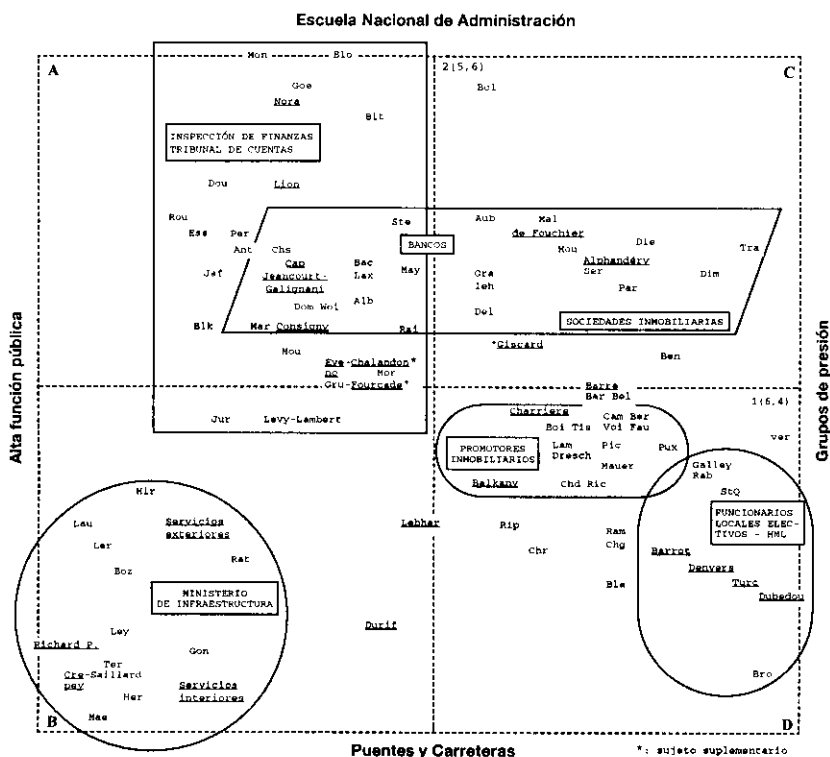 Escuela Nacional de Administración
A
Mon Blo
2(5,6)
C
Goe
Nora
Bol
Blt
INSPECCIÓN DE FINANZAS
TRIBUNAL DE CUENTAS
Dou Lion
Rou
Ese Per
Ant Chs
Ste
BANCOS
Aub Mal
de Fouchier
Mou Die
Tra
Jaf
Cap
Jeancourt-
Galignani
Bac
Lax
May
Alphandéry
Gra Ser Dim
leh Par
Dom Woi Alb
Del
Blk Mar Consigny Rai
SOCIEDADES INMOBILIARIAS
*Giscard
Hou
Ben
Eve-Chalandon*
no Mor
Gru-Fourcade*
Barre
Bar Bel
1(6,4)
Jur Levy-Lambert
Charriere Cam Ber
Boi Tis Voi Fau
ver
PROMOTORES
INMOBILIARIOS
Lam Pic Pux
Dresch
Mauer
Galley
Rab
Balkany Chd Ric
StQ
Hir
FUNCIONARIOS
LOCALES ELEC-
TIVOS - HML
Lau Servicios
exteriores
Lebhar Rip Ram
Ler Rat Chr Chg Barrot
Boz Denvers
MINISTERIO
DE INFRAESTRUCTURA
Bla Turc
Dubedou
Ley Durif
Richard P. Gon
Ter
Cre-Saillard
pey
Servicios
interiores
Her
Bro
Mae
B
D
Puentes y Carreteras
*: sujeto suplementario
Alta función pública
Grupos de presión